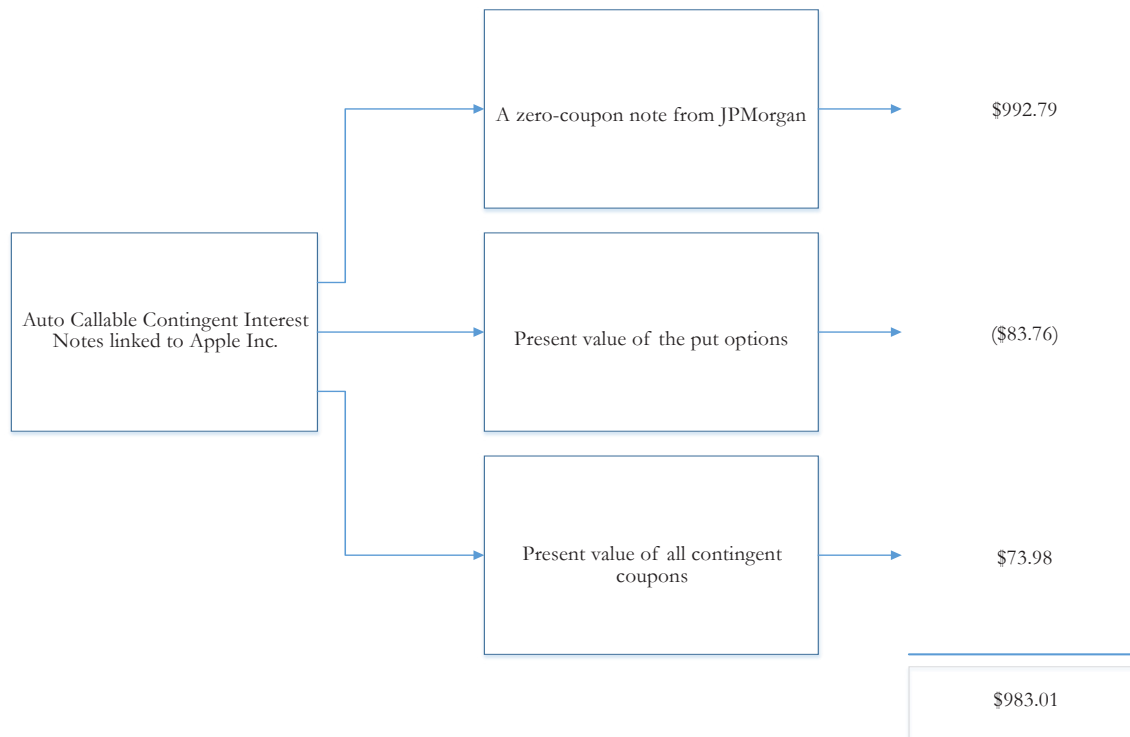 A zero-coupon note from JPMorgan
$992.79
Auto Callable Contingent Interest
Notes linked to Apple Inc.
Present value of the put options
($83.76)
Present value of all contingent
coupons
$73.98
$983.01